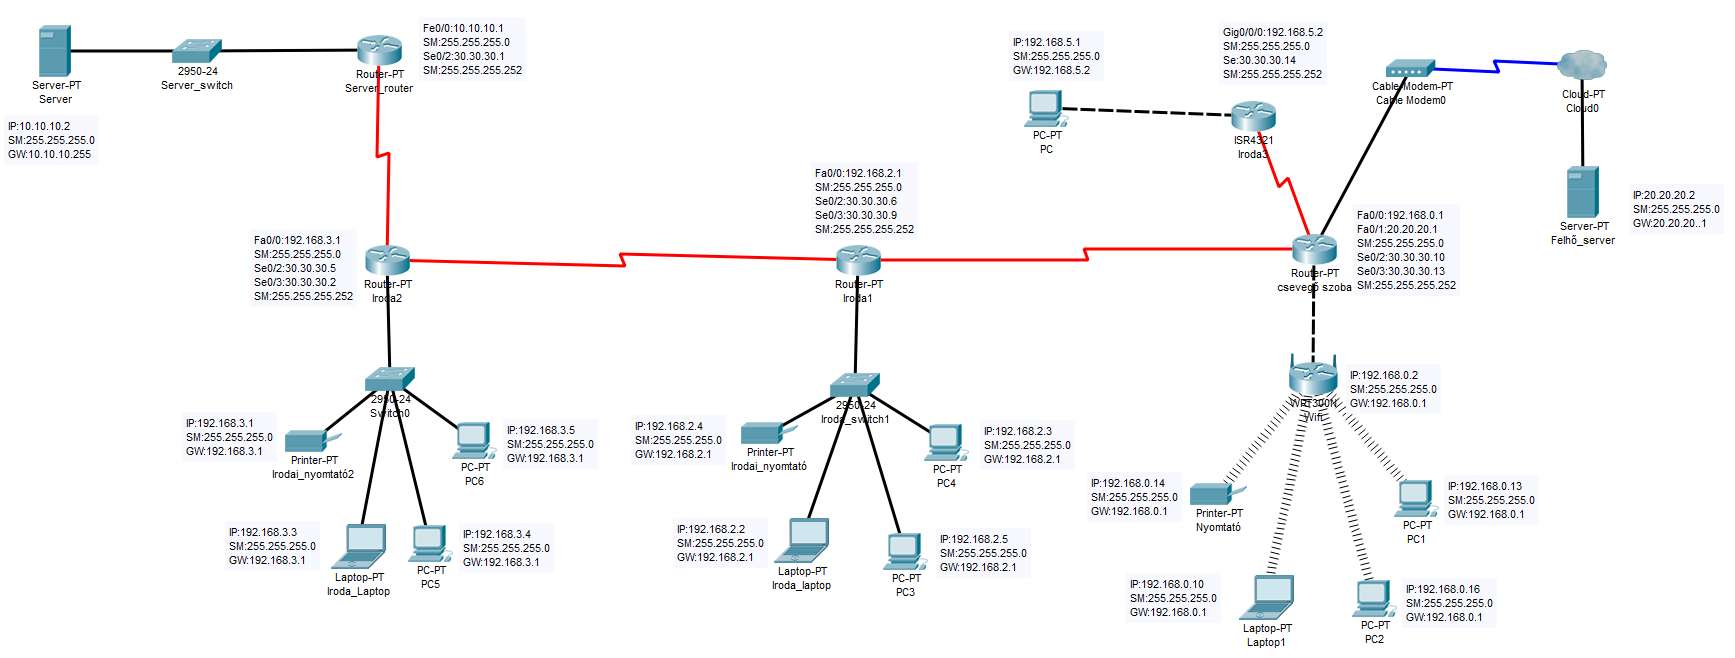 Server-PT
Server
IP:10.10.10.2
SM:255.255.255.0
GW:10.10.10.255
2950-24
Server_switch
Router-PT
Server_router
Fe0/0:10.10.10.1
SM:255.255.255.0
Se0/2:30.30.30.1
SM:255.255.255.252
IP:192.168.5.1
SM:255.255.255.0
GW:192.168.5.2
PC-PT
PC
Gig0/0/0:192.168.5.2
SM:255.255.255.0
Se:30.30.30.14
SM:255.255.255.252
ISR4321
Iroda3
Cable-Modem-PT
Cable Modem0
Cloud-PT
Cloud0
Server-PT
Felhő_server
IP:20.20.20.2
SM:255.255.255.0
GW:20.20.20..1
Fa0/0:192.168.3.1
SM:255.255.255.0
Se0/2:30.30.30.5
Se0/3:30.30.30.2
SM:255.255.255.252
Router-PT
Iroda2
Fa0/0:192.168.2.1
SM:255.255.255.0
Se0/2:30.30.30.6
Se0/3:30.30.30.9
SM:255.255.255.252
Router-PT
Iroda1
Router-PT
csevegő szoba
Fa0/0:192.168.0.1
Fa0/1:20.20.20.1
SM:255.255.255.0
Se0/2:30.30.30.10
Se0/3:30.30.30.13
SM:255.255.255.252
2950-24
Switch0
IP:192.168.3.1
SM:255.255.255.0
GW:192.168.3.1
Printer-PT
Irodai_nyomtató2
PC-PT
PC6
IP:192.168.3.5
SM:255.255.255.0
GW:192.168.3.1
IP:192.168.3.3
SM:255.255.255.0
GW:192.168.3.1
Laptop-PT
Iroda_Laptop
PC-PT
PC5
IP:192.168.3.4
SM:255.255.255.0
GW:192.168.3.1
2950-24
Iroda_switch1
IP:192.168.2.4
SM:255.255.255.0
GW:192.168.2.1
Printer-PT
Irodai_nyomtató
PC-PT
PC4
IP:192.168.2.3
SM:255.255.255.0
GW:192.168.2.1
IP:192.168.2.2
SM:255.255.255.0
GW:192.168.2.1
Laptop-PT
Iroda_laptop
PC-PT
PC3
IP:192.168.2.5
SM:255.255.255.0
GW:192.168.2.1
WRT300N
Wifi
IP:192.168.0.2
SM:255.255.255.0
GW:192.168.0.1
IP:192.168.0.14
SM:255.255.255.0
GW:192.168.0.1
Printer-PT
Nyomtató
PC-PT
PC1
IP:192.168.0.13
SM:255.255.255.0
GW:192.168.0.1
IP:192.168.0.10
SM:255.255.255.0
GW:192.168.0.1
Laptop-PT
Laptop1
PC-PT
PC2
IP:192.168.0.16
SM:255.255.255.0
GW:192.168.0.1